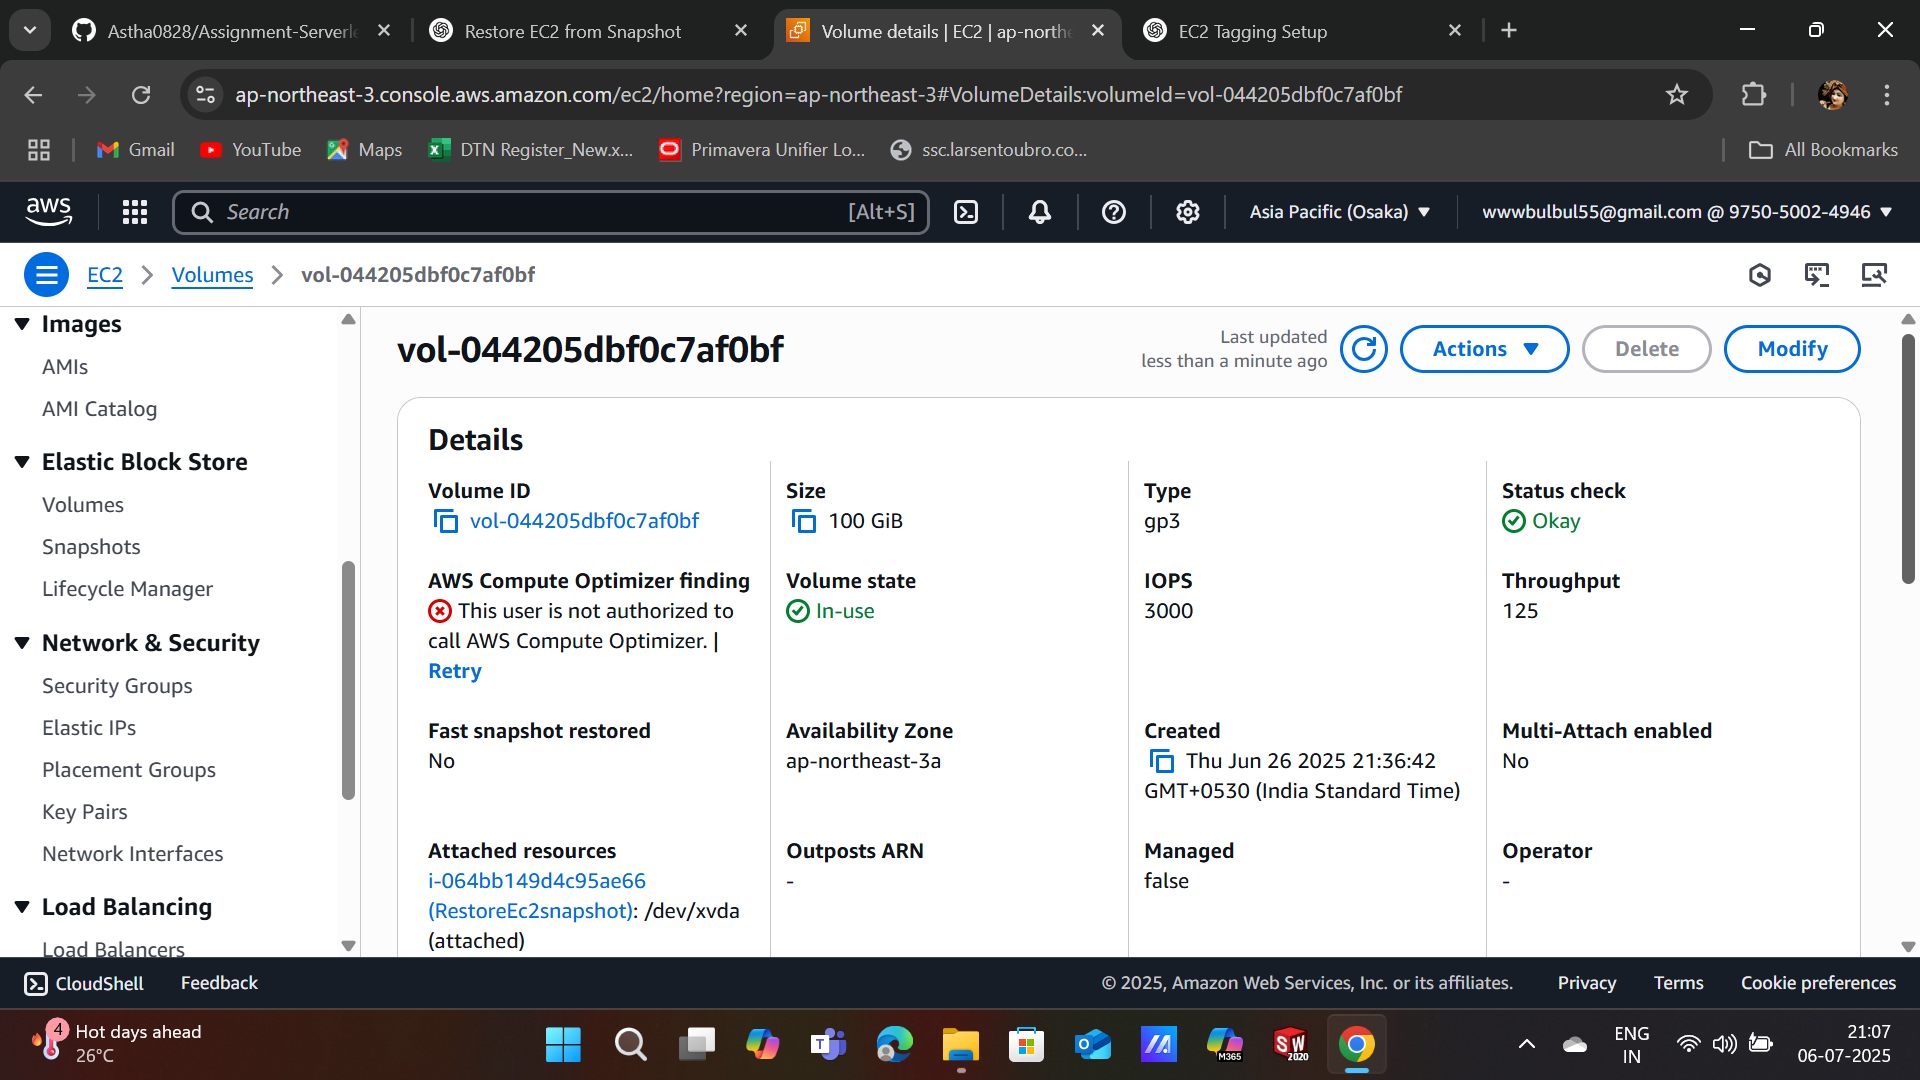 Astha0828/Assignment-Serverle
Restore EC2 from Snapshot
Volume details | EC2 | ap-northe
EC2 Tagging Setup
ap-northeast-3.console.aws.amazon.com/ec2/home?region=ap-northeast-3#VolumeDetails:volumeId=vol-044205dbf0c7af0bf
Gmail
YouTube
Maps
DTN Register_New.x...
Primavera Unifier Lo...
ssc.larsentoubro.co...
All Bookmarks
aws
Search
[Alt+S]
Asia Pacific (Osaka)
wwwbulbul55@gmail.com @ 9750-5002-4946
EC2
Volumes
vol-044205dbf0c7af0bf
Images
AMIs
AMI Catalog
Elastic Block Store
Volumes
Snapshots
Lifecycle Manager
Network & Security
Security Groups
Elastic IPs
Placement Groups
Key Pairs
Network Interfaces
Load Balancing
Load Balancers
vol-044205dbf0c7af0bf
Last updated
less than a minute ago
Actions
Delete
Modify
Details
Volume ID
vol-044205dbf0c7af0bf
Size
100 GiB
Type
gp3
Status check
Okay
AWS Compute Optimizer finding
This user is not authorized to
call AWS Compute Optimizer. |
Retry
Volume state
In-use
IOPS
3000
Throughput
125
Fast snapshot restored
No
Availability Zone
ap-northeast-3a
Created
Thu Jun 26 2025 21:36:42
GMT+0530 (India Standard Time)
Multi-Attach enabled
No
Attached resources
i-064bb149d4c95ae66
(RestoreEc2snapshot): /dev/xvda
(attached)
Outposts ARN
-
Managed
false
Operator
-
CloudShell
Feedback
© 2025, Amazon Web Services, Inc. or its affiliates.
Privacy
Terms
Cookie preferences
4
Hot days ahead
26°C
M365
SW
2020
ENG
IN
21:07
06-07-2025